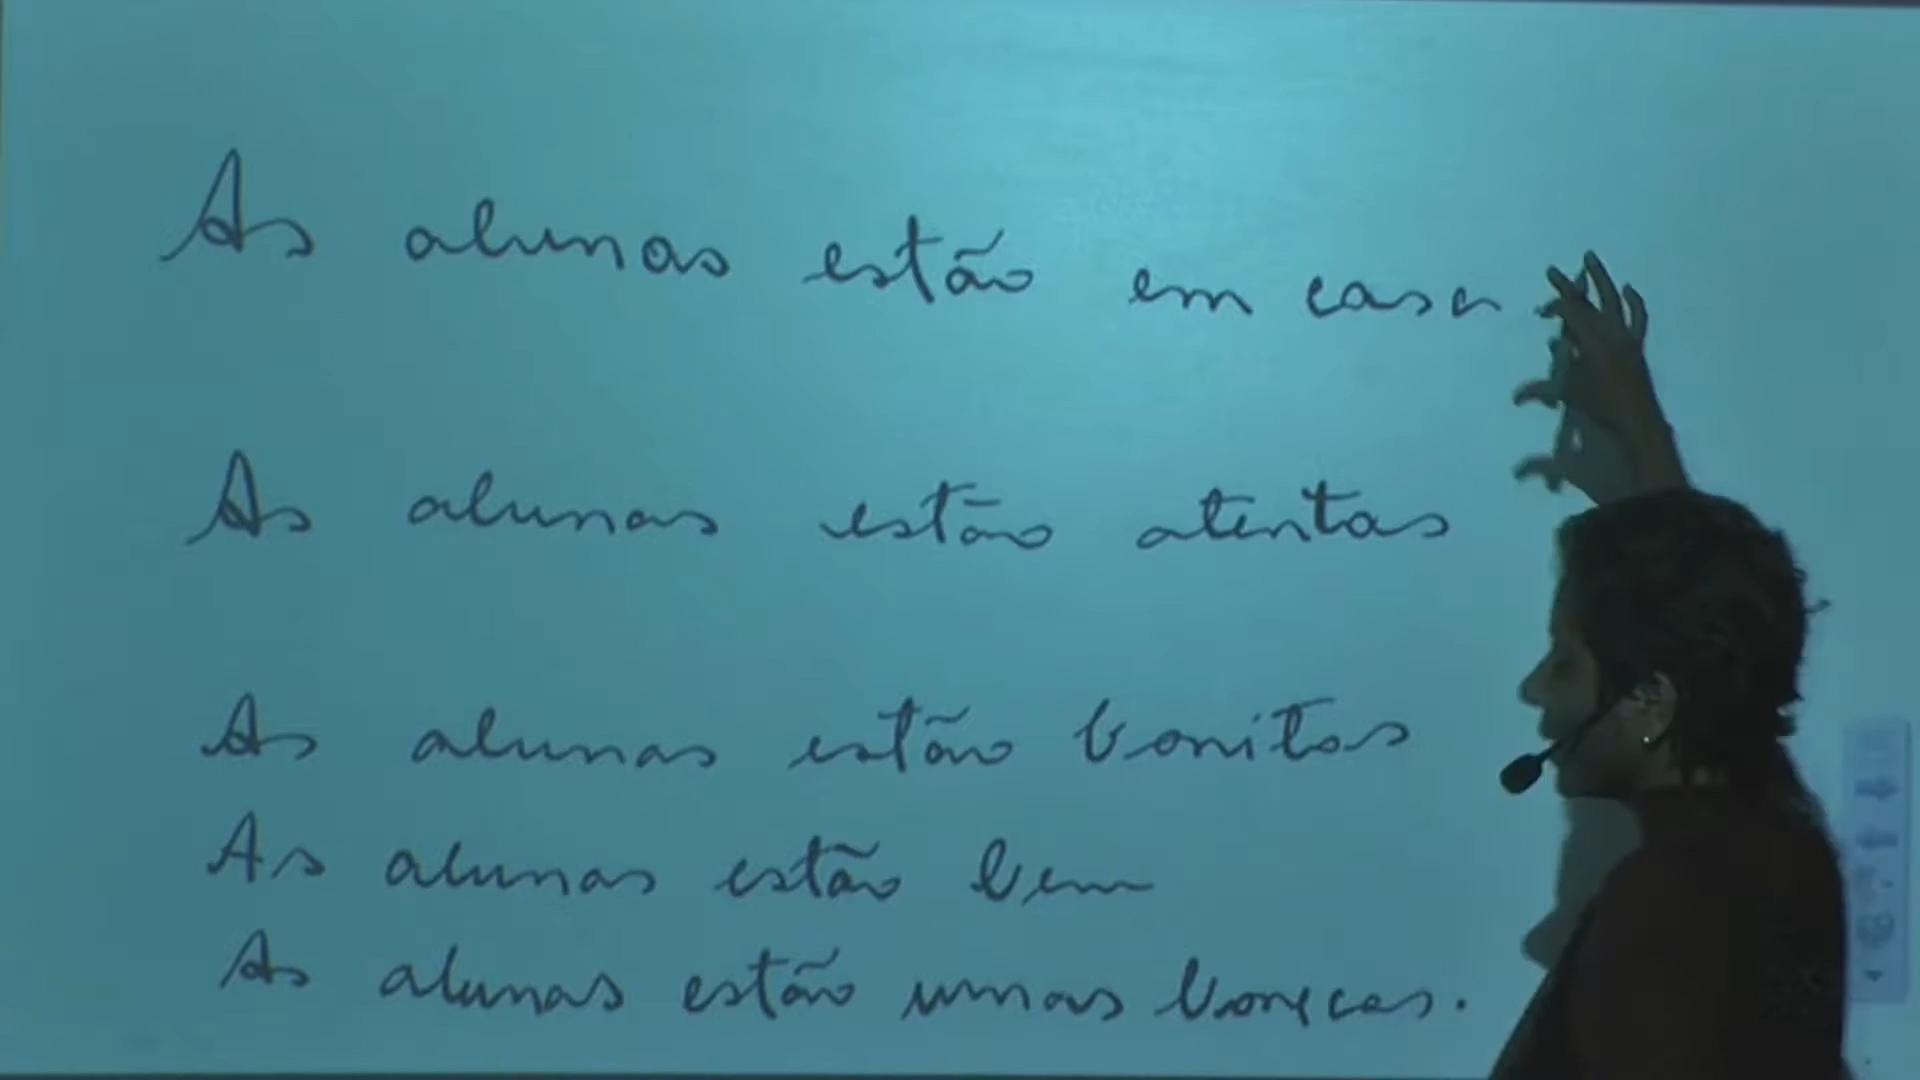 As alunas estão em casa
As alunas estão atentas
As alunas estão bonitas
As alunas estão bem
As alunas estão umas bonecas.